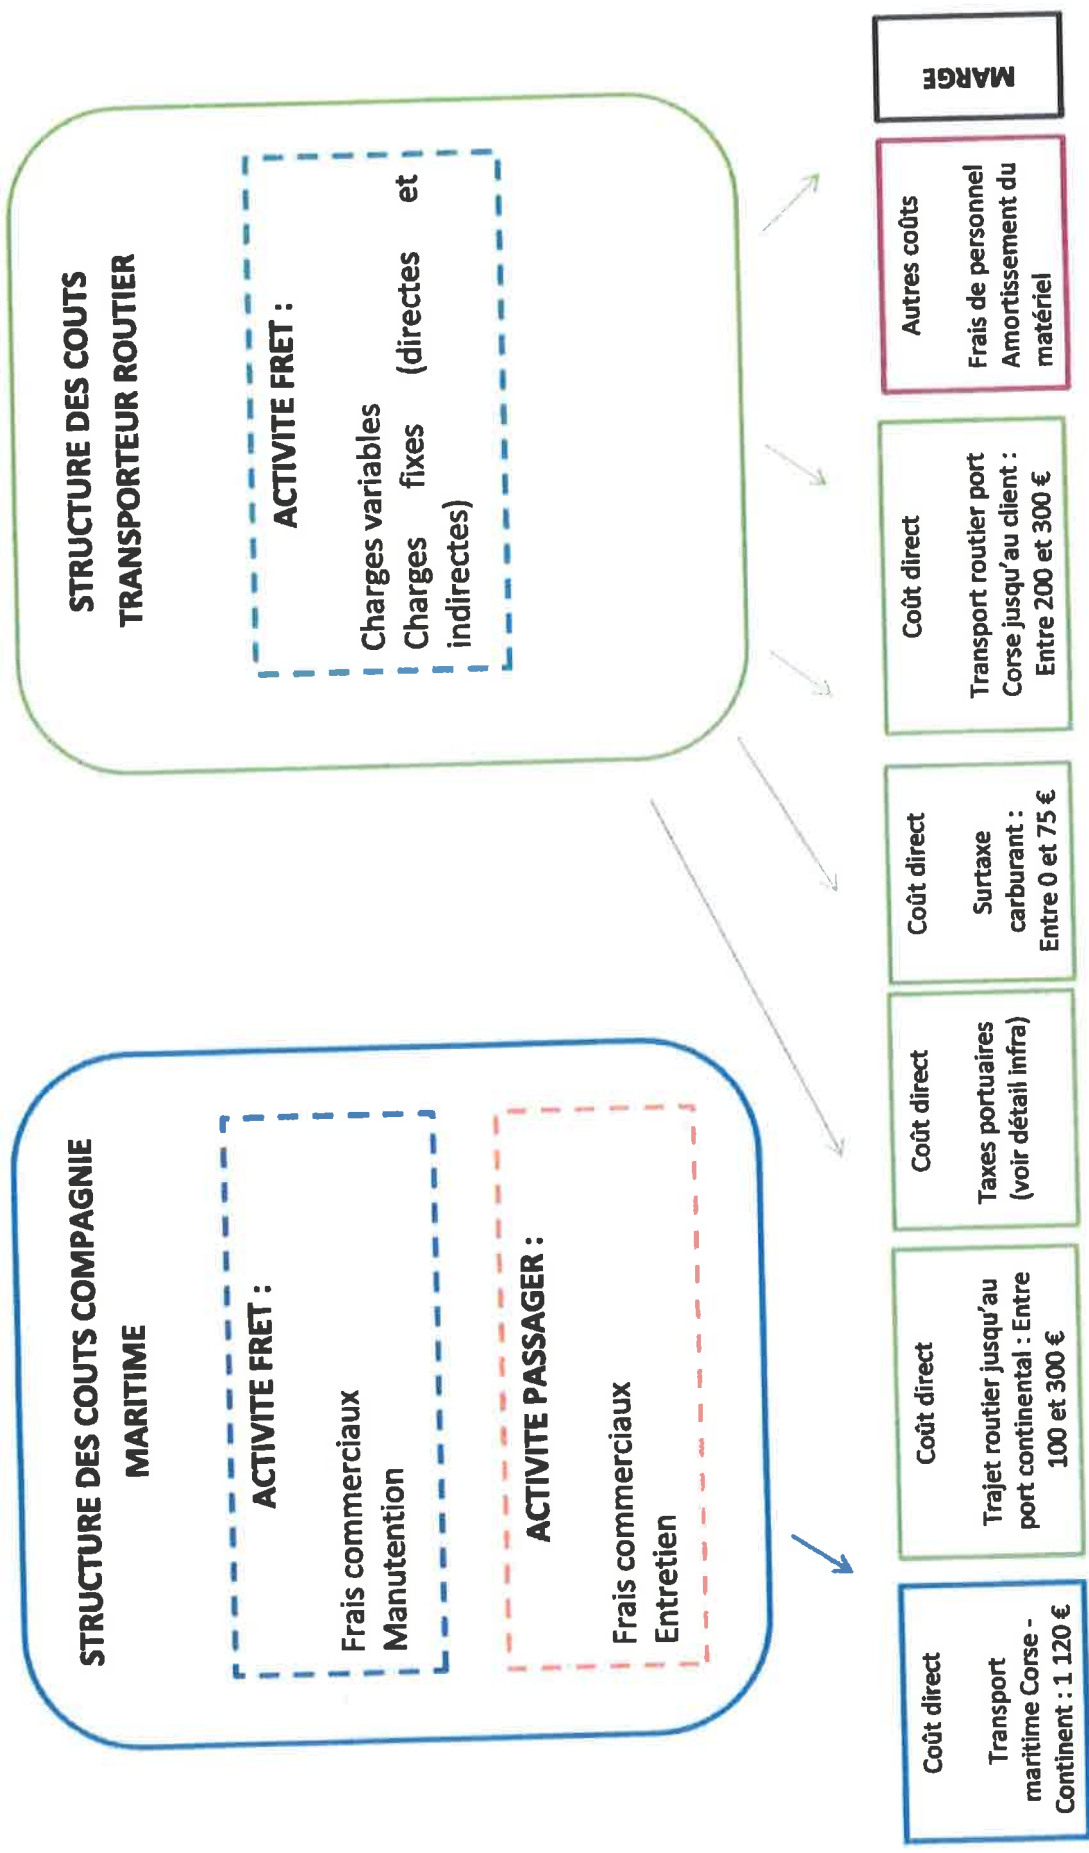 STRUCTURE DES COUTS COMPAGNIE
MARITIME
ACTIVITE FRET :
Frais commerciaux
Manutention
ACTIVITE PASSAGER :
Frais commerciaux
Entretien
STRUCTURE DES COUTS
TRANSPORTEUR ROUTIER
ACTIVITE FRET :
Charges variables
Charges fixes (directes et
indirectes)
Coût direct
Transport
maritime Corse -
Continent : 1 120 €
Coût direct
Trajet routier jusqu'au
port continental : Entre
100 et 300 €
Coût direct
Taxes portuaires
(voir détail infra)
Coût direct
Surtaxe
carburant :
Entre 0 et 75 €
Coût direct
Transport routier port
Corse jusqu'au client :
Entre 200 et 300 €
Autres coûts
Frais de personnel
Amortissement du
matériel
MARGE